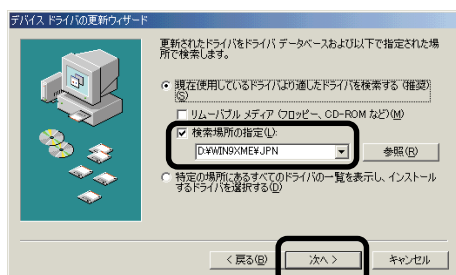 デバイス ドライバの更新ウィザード
更新されたドライバをドライバ データベースおよび以下で指定された場
所で検索します。
現在使用しているドライバより適したドライバを検索する (推奨)
(S)
リムーバブル メディア (フロッピー、CD-ROM など)(M)
検索場所の指定(L):
D:¥WIN9XME¥JPN
参照(R)
特定の場所にあるすべてのドライバの一覧を表示し、インストール
するドライバを選択する(D)
< 戻る(B)
次へ >
キャンセル